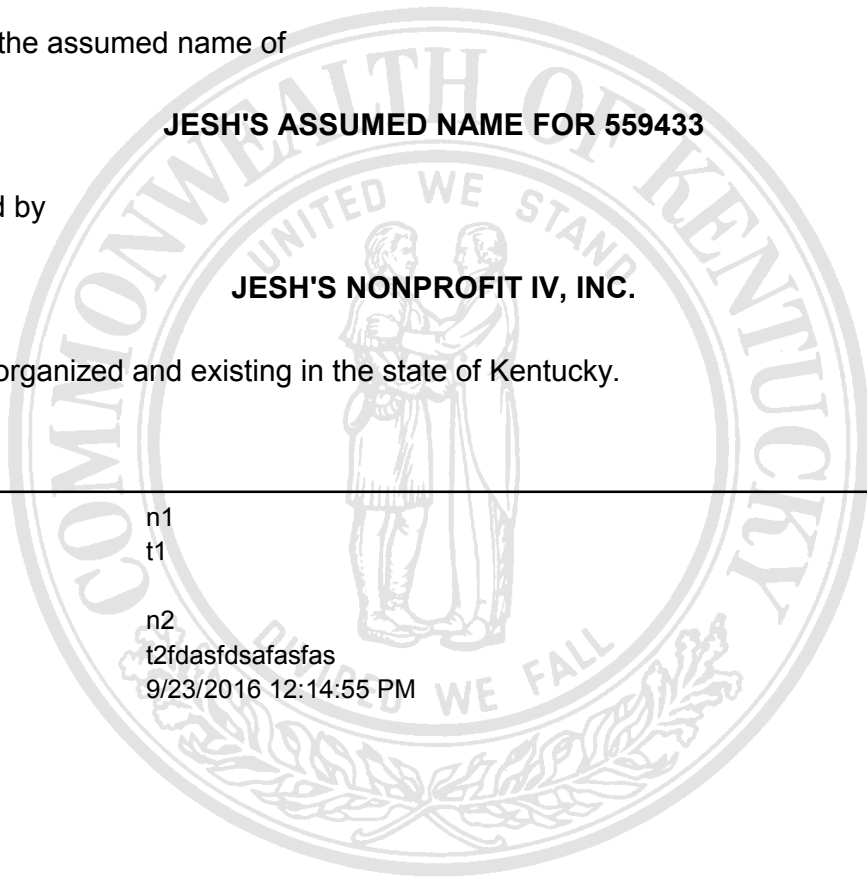 the assumed name of
JESH'S ASSUMED NAME FOR 559433
d by
JESH'S NONPROFIT IV, INC.
organized and existing in the state of Kentucky.
n1
t1
n2
t2fdasfdsafasfas
9/23/2016 12:14:55 PM
COMMONWEALTH OF KENTUCKY
UNITED WE STAND
DIVIDED WE FALL